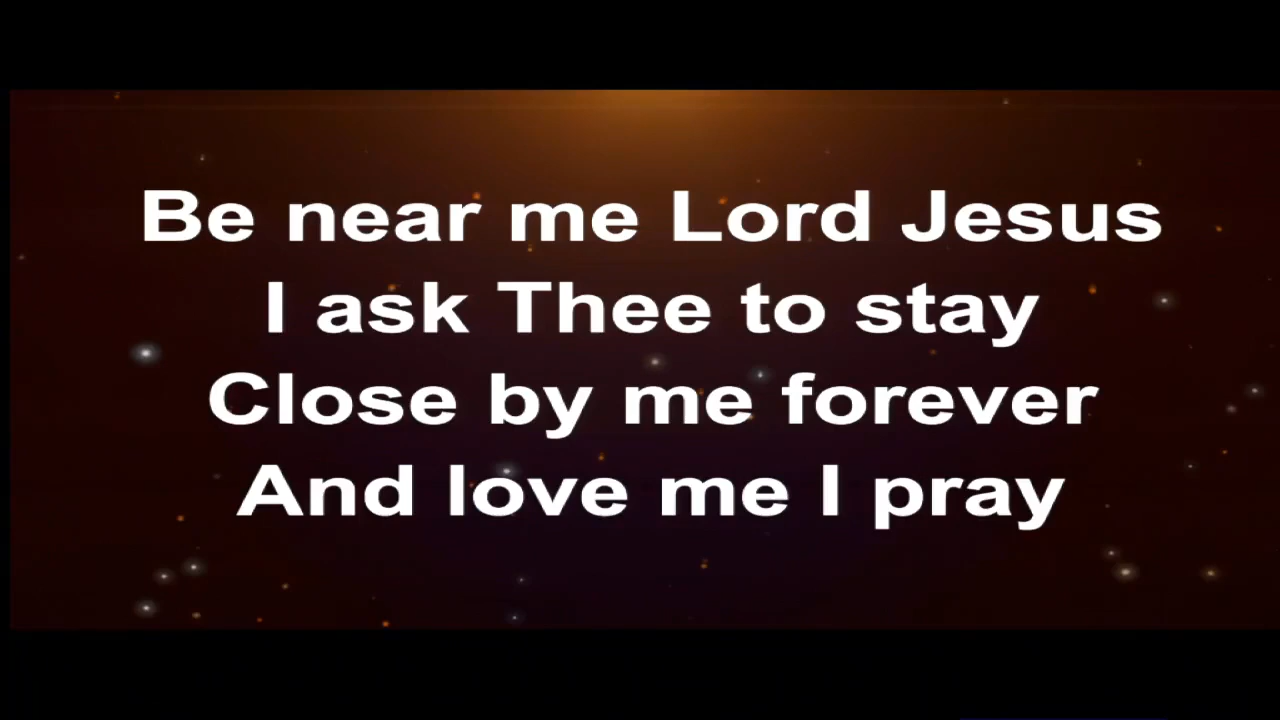 Be near me Lord Jesus
I ask Thee to stay
Close by me forever
And love me I pray